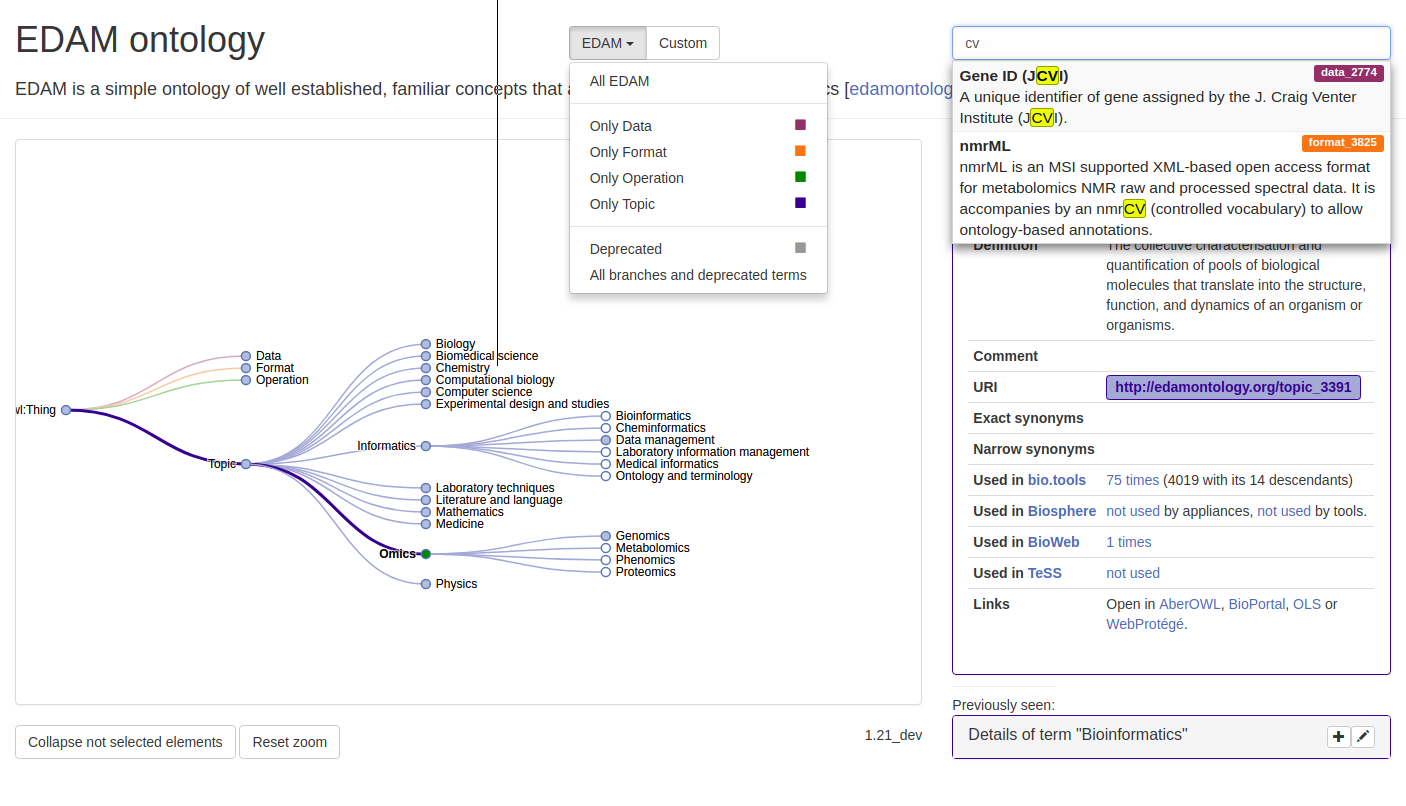 EDAM ontology
EDAM
Custom
cv
EDAM is a simple ontology of well established, familiar concepts that a
cs [edamontolog
All EDAM
Only Data
Only Format
Only Operation
Only Topic
Deprecated
All branches and deprecated terms
Gene ID (JCVI)
data_2774
A unique identifier of gene assigned by the J. Craig Venter
Institute (JCVI).
nmrML
format_3825
nmrML is an MSI supported XML-based open access format
for metabolomics NMR raw and processed spectral data. It is
accompanies by an nmrCV (controlled vocabulary) to allow
ontology-based annotations.
Definition
The collective characterisation and
quantification of pools of biological
molecules that translate into the structure,
function, and dynamics of an organism or
organisms.
Comment
URI
http://edamontology.org/topic_3391
Exact synonyms
Narrow synonyms
Used in bio.tools
75 times (4019 with its 14 descendants)
Used in Biosphere
not used by appliances, not used by tools.
Used in BioWeb
1 times
Used in TeSS
not used
Links
Open in AberOWL, BioPortal, OLS or
WebProtégé.
Previously seen:
Details of term "Bioinformatics"
wl:Thing
Data
Format
Operation
Topic
Biology
Biomedical science
Chemistry
Computational biology
Computer science
Experimental design and studies
Informatics
Bioinformatics
Cheminformatics
Data management
Laboratory information management
Medical informatics
Ontology and terminology
Laboratory techniques
Literature and language
Mathematics
Medicine
Omics
Genomics
Metabolomics
Phenomics
Proteomics
Physics
Collapse not selected elements
Reset zoom
1.21_dev